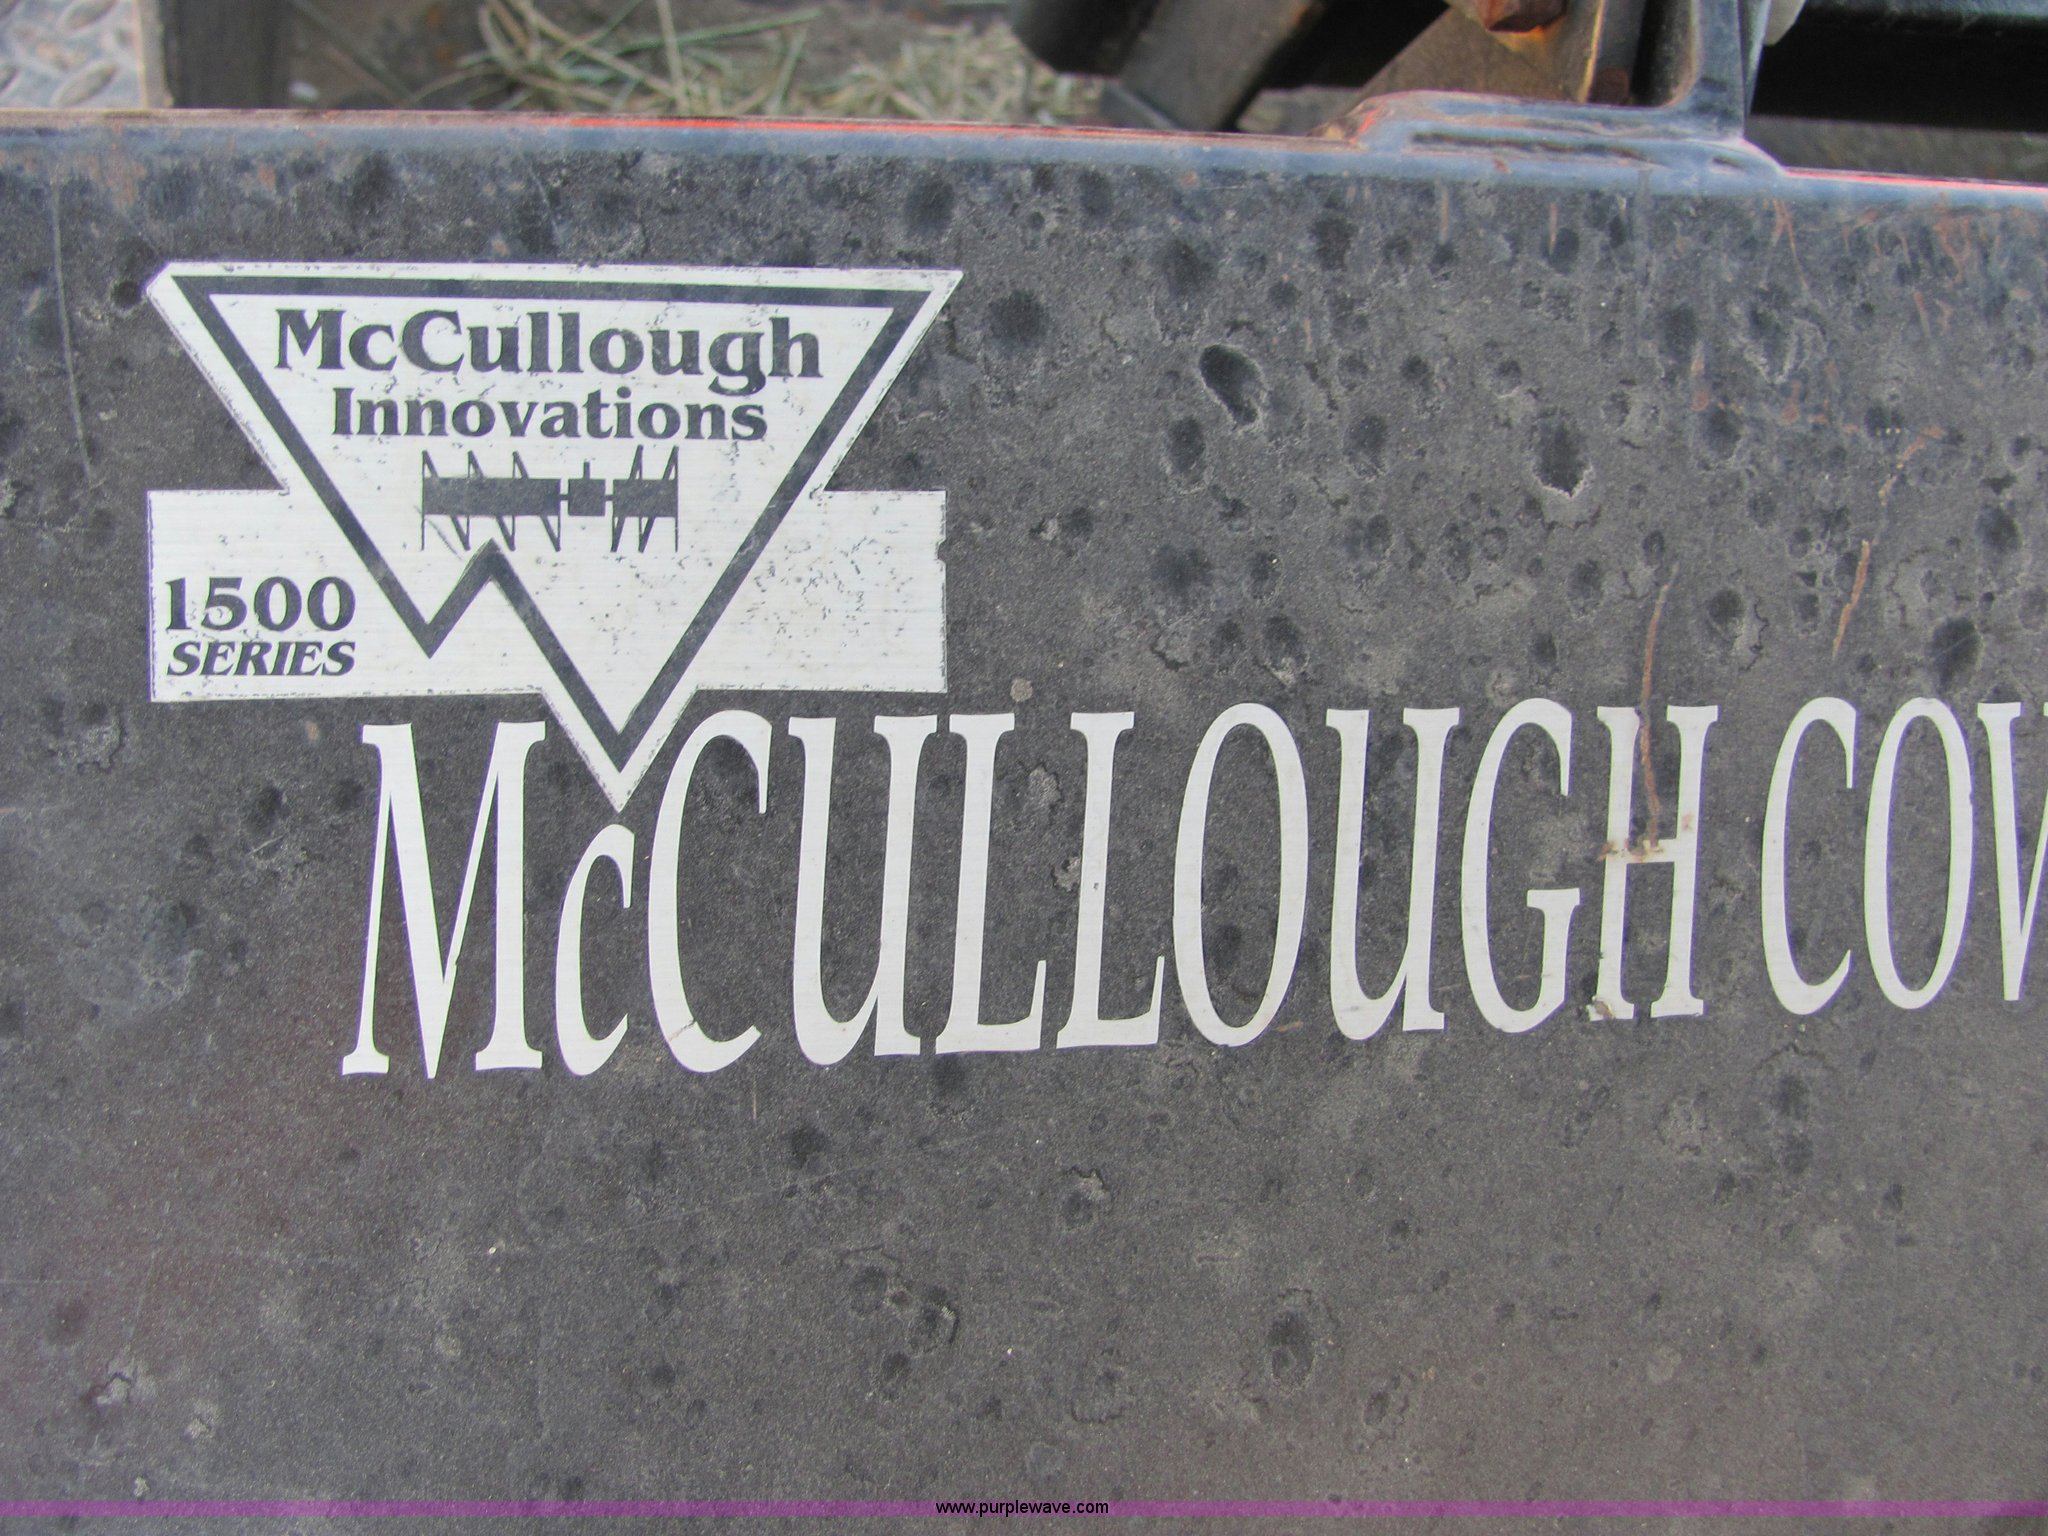 McCullough
Innovations
1500
SERIES
McCULLOUGH COV
www.purplewave.com